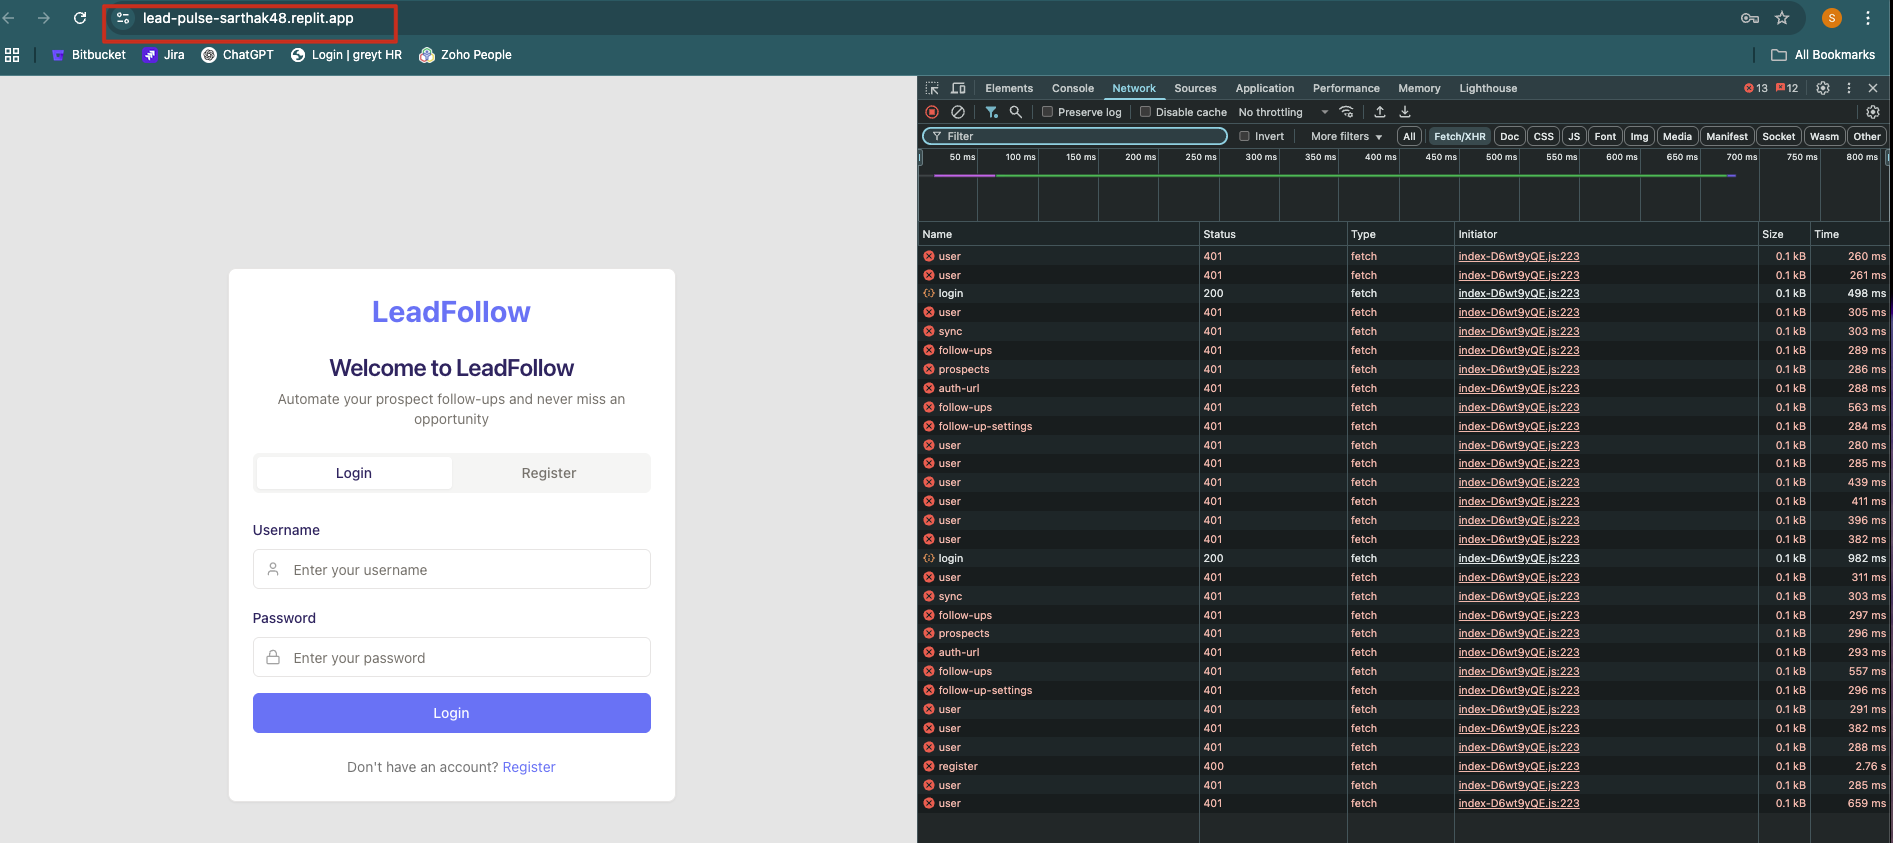 lead-pulse-sarthak48.replit.app
S
Bitbucket Jira ChatGPT Login | greyt HR Zoho People All Bookmarks
LeadFollow
Welcome to LeadFollow
Automate your prospect follow-ups and never miss an
opportunity
Login Register
Username
Enter your username
Password
Enter your password
Login
Don't have an account? Register
Elements Console Network Sources Application Performance Memory Lighthouse 13 12
Preserve log Disable cache No throttling
Filter Invert More filters All Fetch/XHR Doc CSS JS Font Img Media Manifest Socket Wasm Other
50 ms 100 ms 150 ms 200 ms 250 ms 300 ms 350 ms 400 ms 450 ms 500 ms 550 ms 600 ms 650 ms 700 ms 750 ms 800 ms
Name Status Type Initiator Size Time
user 401 fetch index-D6wt9yQE.js:223 0.1 kB 260 ms
user 401 fetch index-D6wt9yQE.js:223 0.1 kB 261 ms
login 200 fetch index-D6wt9yQE.js:223 0.1 kB 498 ms
user 401 fetch index-D6wt9yQE.js:223 0.1 kB 305 ms
sync 401 fetch index-D6wt9yQE.js:223 0.1 kB 303 ms
follow-ups 401 fetch index-D6wt9yQE.js:223 0.1 kB 289 ms
prospects 401 fetch index-D6wt9yQE.js:223 0.1 kB 286 ms
auth-url 401 fetch index-D6wt9yQE.js:223 0.1 kB 288 ms
follow-ups 401 fetch index-D6wt9yQE.js:223 0.1 kB 563 ms
follow-up-settings 401 fetch index-D6wt9yQE.js:223 0.1 kB 284 ms
user 401 fetch index-D6wt9yQE.js:223 0.1 kB 280 ms
user 401 fetch index-D6wt9yQE.js:223 0.1 kB 285 ms
user 401 fetch index-D6wt9yQE.js:223 0.1 kB 439 ms
user 401 fetch index-D6wt9yQE.js:223 0.1 kB 411 ms
user 401 fetch index-D6wt9yQE.js:223 0.1 kB 396 ms
user 401 fetch index-D6wt9yQE.js:223 0.1 kB 382 ms
login 200 fetch index-D6wt9yQE.js:223 0.1 kB 982 ms
user 401 fetch index-D6wt9yQE.js:223 0.1 kB 311 ms
sync 401 fetch index-D6wt9yQE.js:223 0.1 kB 303 ms
follow-ups 401 fetch index-D6wt9yQE.js:223 0.1 kB 297 ms
prospects 401 fetch index-D6wt9yQE.js:223 0.1 kB 296 ms
auth-url 401 fetch index-D6wt9yQE.js:223 0.1 kB 293 ms
follow-ups 401 fetch index-D6wt9yQE.js:223 0.1 kB 557 ms
follow-up-settings 401 fetch index-D6wt9yQE.js:223 0.1 kB 296 ms
user 401 fetch index-D6wt9yQE.js:223 0.1 kB 291 ms
user 401 fetch index-D6wt9yQE.js:223 0.1 kB 382 ms
user 401 fetch index-D6wt9yQE.js:223 0.1 kB 288 ms
register 400 fetch index-D6wt9yQE.js:223 0.1 kB 2.76 s
user 401 fetch index-D6wt9yQE.js:223 0.1 kB 285 ms
user 401 fetch index-D6wt9yQE.js:223 0.1 kB 659 ms